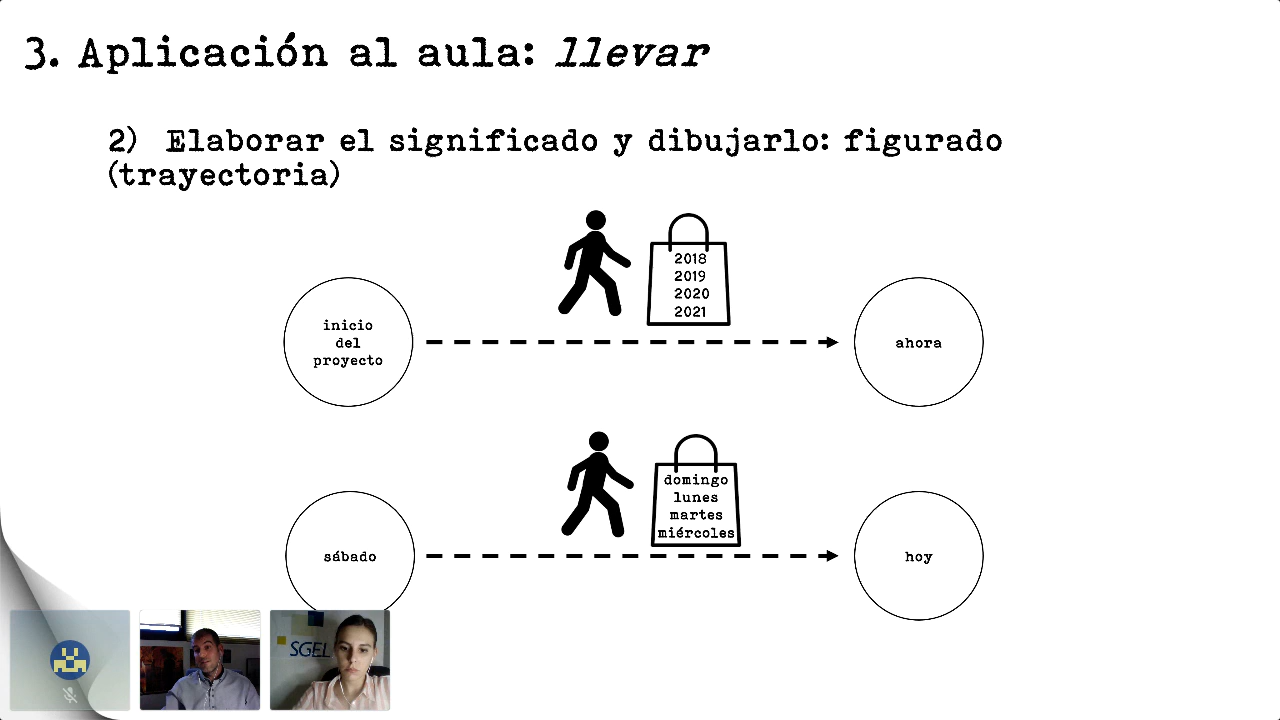 3. Aplicación al aula: llevar
2) Elaborar el significado y dibujarlo: figurado
(trayectoria)
inicio
del
proyecto
2018
2019
2020
2021
ahora
sábado
domingo
lunes
martes
miércoles
hoy
SGEL